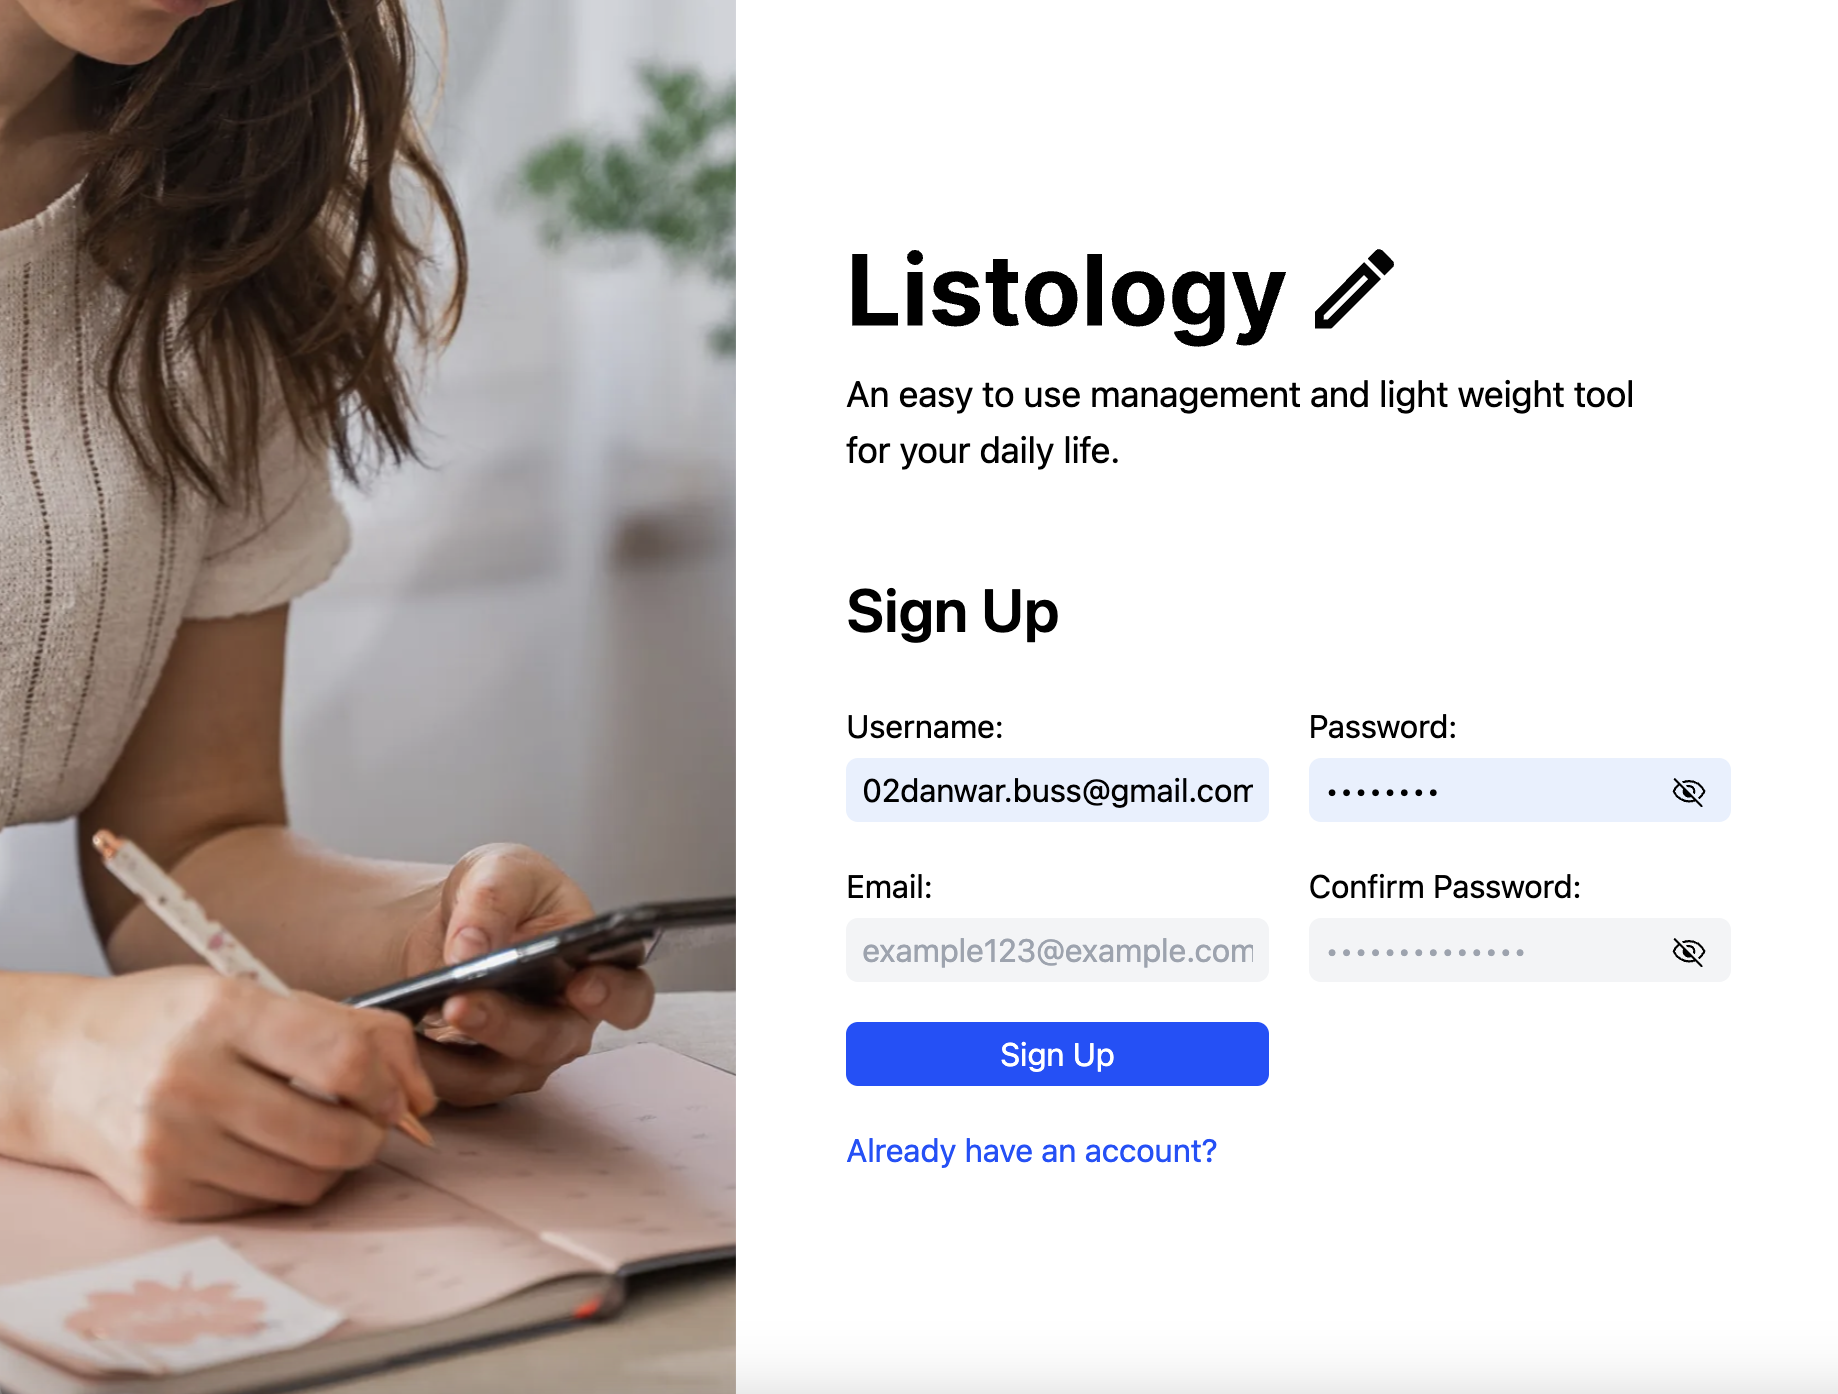 Listology
An easy to use management and light weight tool
for your daily life.
Sign Up
Username:
Password:
02danwar.buss@gmail.com
••••••••
Email:
Confirm Password:
example123@example.com
••••••••••••••
Sign Up
Already have an account?